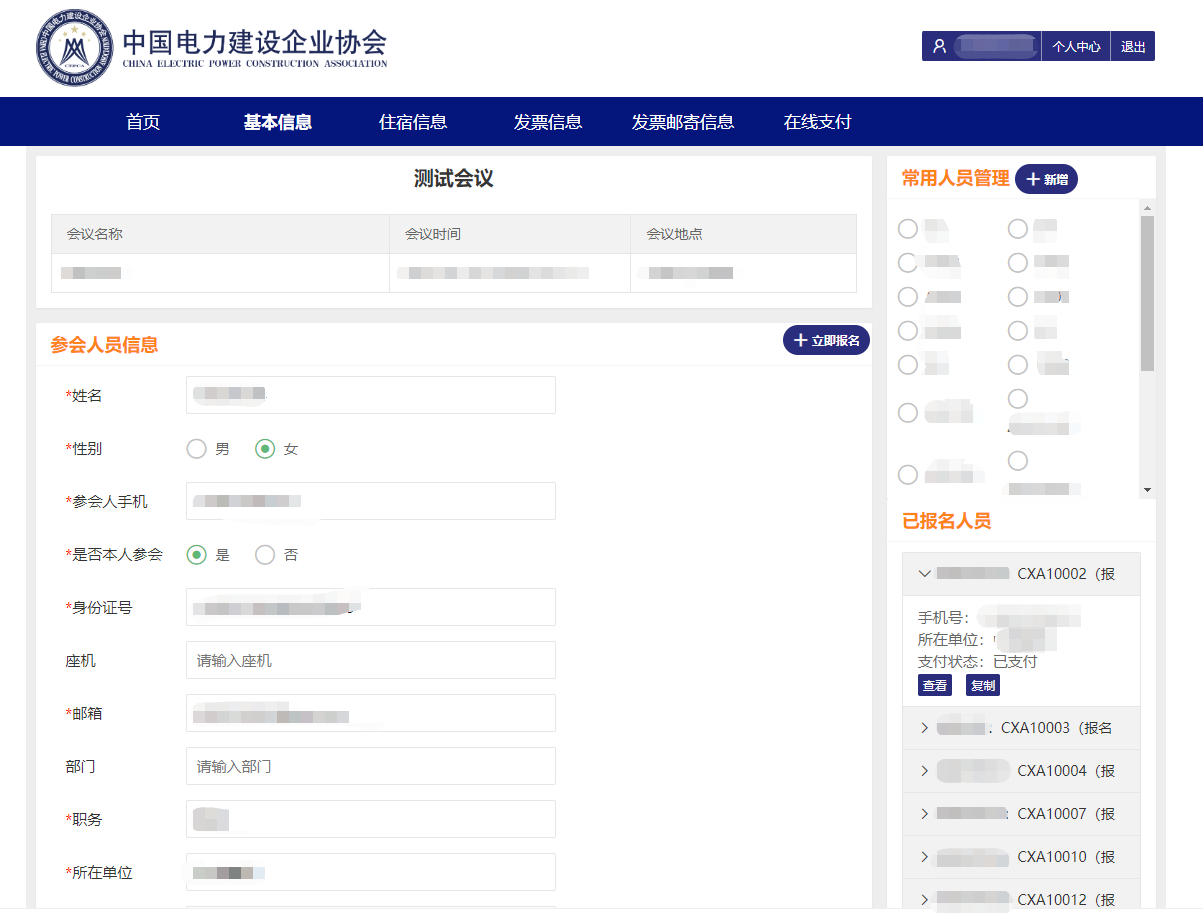 中国电力建设企业协会
CHINA ELECTRIC POWER CONSTRUCTION ASSOCIATION
个人中心 退出
首页 基本信息 住宿信息 发票信息 发票邮寄信息 在线支付
测试会议
会议名称 会议时间 会议地点
参会人员信息 立即报名
*姓名
*性别 男 女
*参会人手机
*是否本人参会 是 否
*身份证号
座机 请输入座机
*邮箱
部门 请输入部门
*职务
*所在单位
常用人员管理 新增
已报名人员
CXA10002（报
手机号：
所在单位：
支付状态：已支付
查看 复制
：CXA10003（报名
CXA10004（报
CXA10007（报
CXA10010（报
CXA10012（报